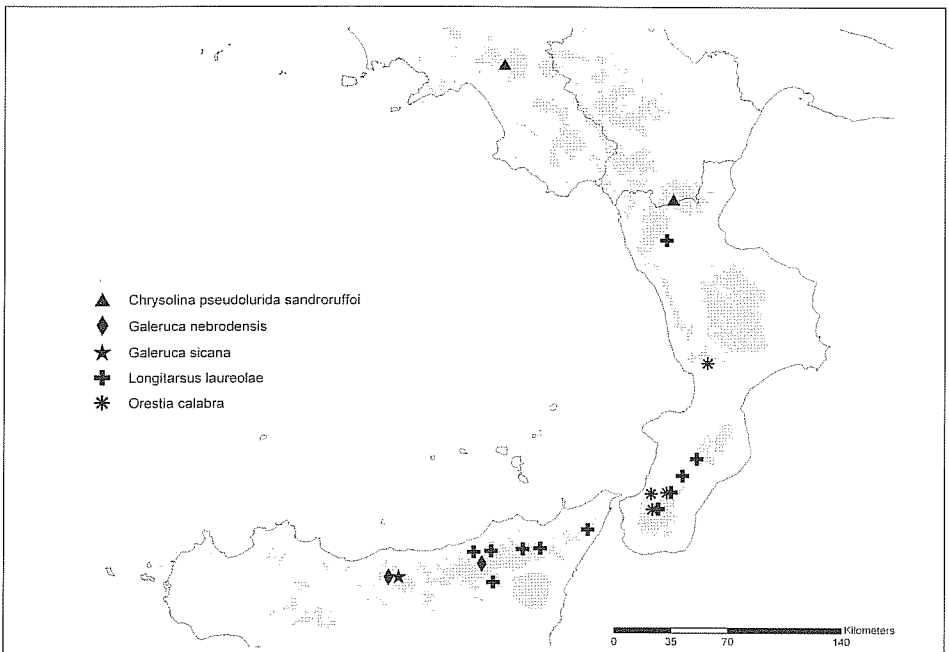 Chrysolina pseudolurida sandroruffoi
Galeruca nebrodensis
Galeruca sicana
Longitarsus laureolae
Orestia calabra
Kilometers
0 35 70 140